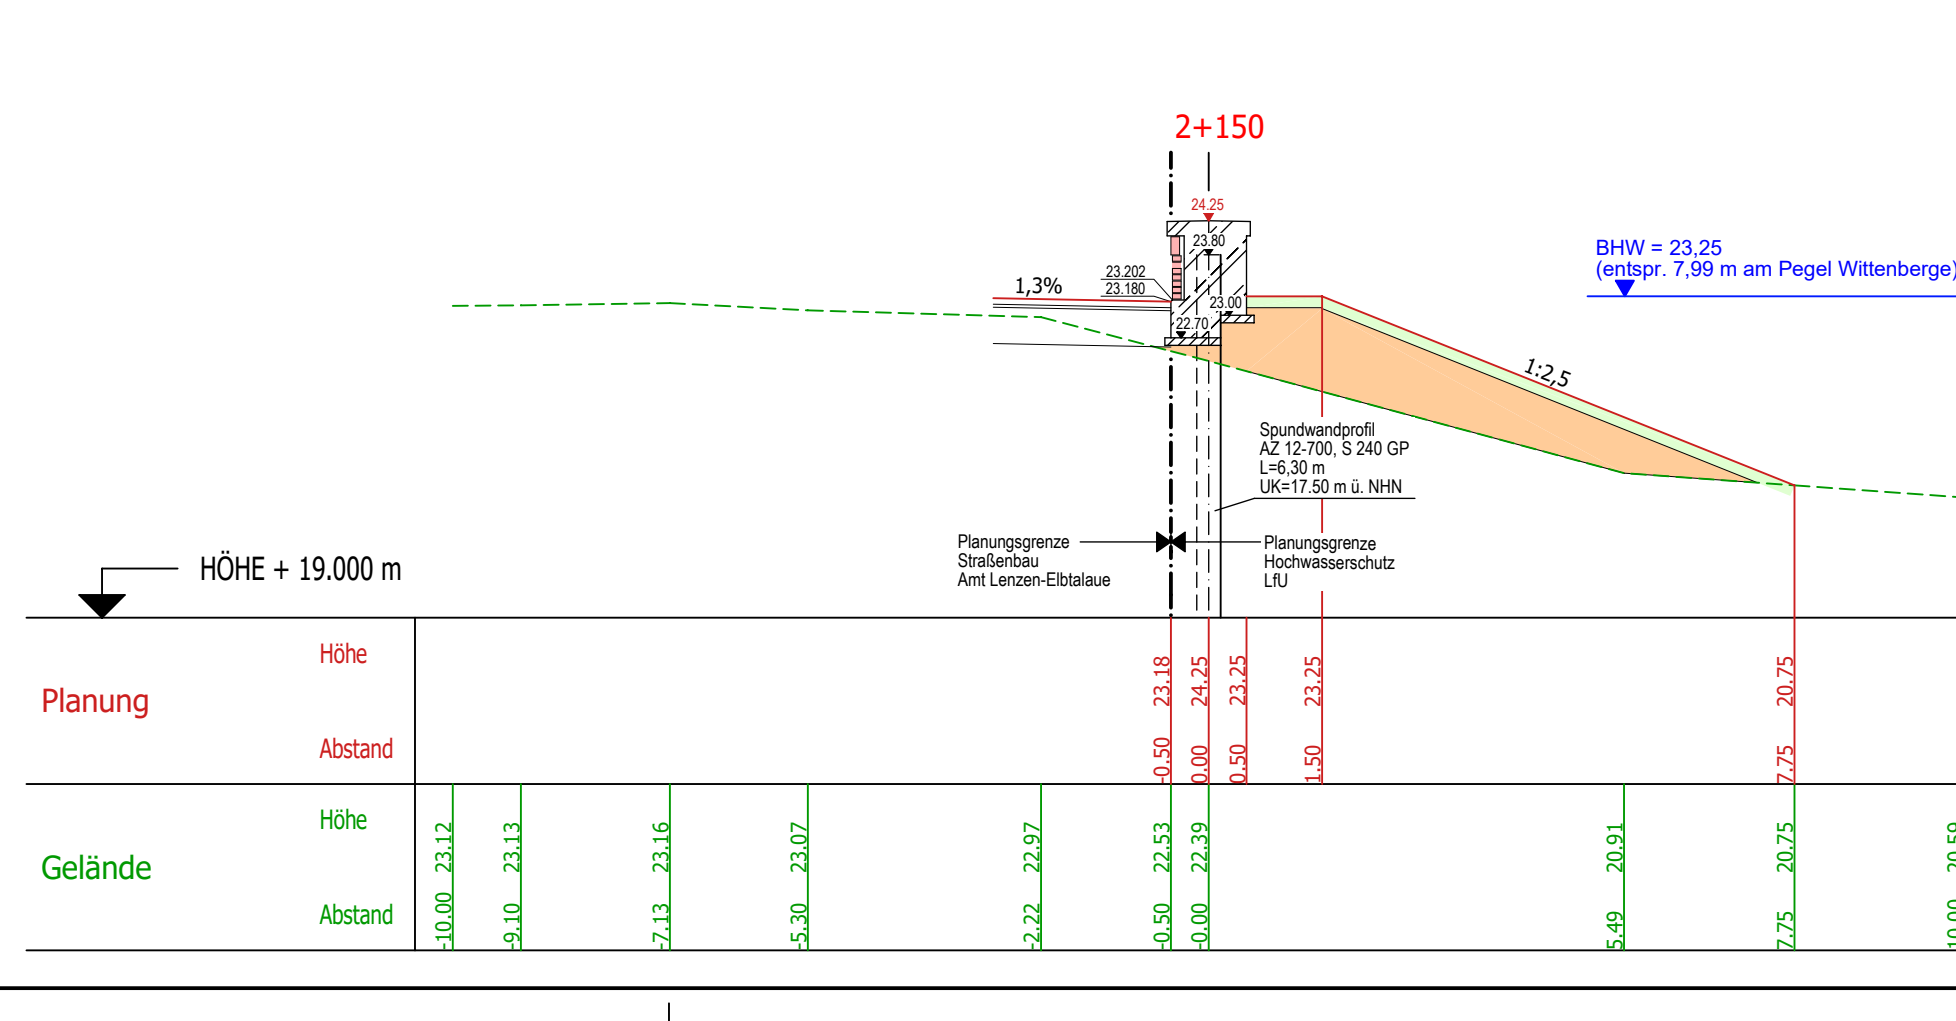 2+150
24.25
23.80
BHW = 23,25
(entspr. 7,99 m am Pegel Wittenberge)
1,3%
23.202
23.180
23.00
22.70
1:2,5
Spundwandprofil
AZ 12-700, S 240 GP
L=6,30 m
UK=17.50 m ü. NHN
Planungsgrenze
Straßenbau
Amt Lenzen-Elbtalaue
Planungsgrenze
Hochwasserschutz
LfU
HÖHE + 19.000 m
Planung
Höhe
23.18 24.25 23.25 23.25 20.75
Abstand
-0.50 0.00 0.50 1.50 7.75
Gelände
Höhe
23.12 23.13 23.16 23.07 22.97 22.53 22.39 20.91 20.75 20.59
Abstand
-10.00 -9.10 -7.13 -5.30 -2.22 -0.50 -0.00 5.49 7.75 10.00